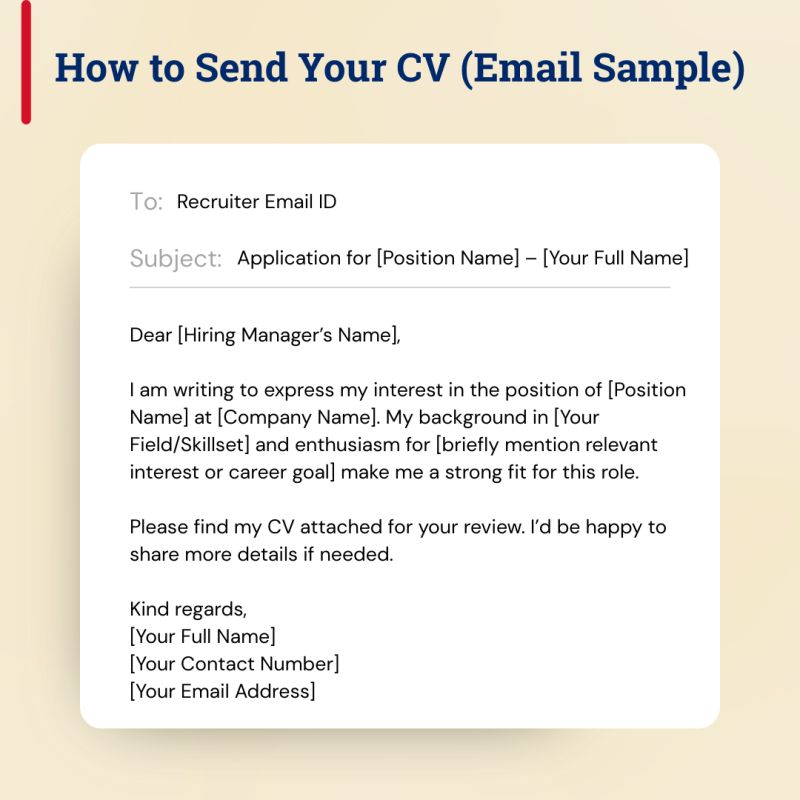 How to Send Your CV (Email Sample)
To: Recruiter Email ID
Subject: Application for [Position Name] – [Your Full Name]
Dear [Hiring Manager’s Name],
I am writing to express my interest in the position of [Position
Name] at [Company Name]. My background in [Your
Field/Skillset] and enthusiasm for [briefly mention relevant
interest or career goal] make me a strong fit for this role.
Please find my CV attached for your review. I’d be happy to
share more details if needed.
Kind regards,
[Your Full Name]
[Your Contact Number]
[Your Email Address]